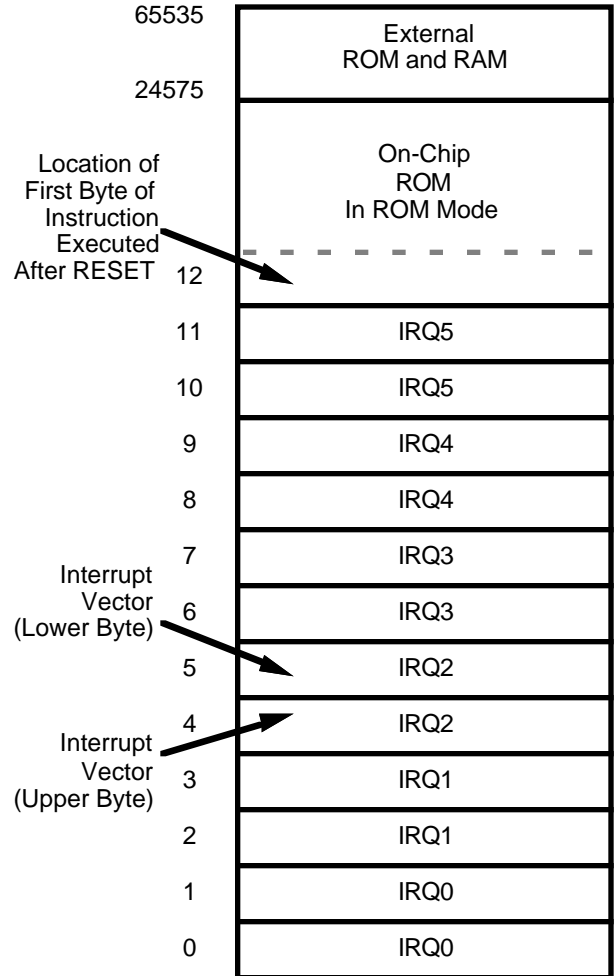 65535
External
ROM and RAM
24575
On-Chip
ROM
In ROM Mode
Location of
First Byte of
Instruction
Executed
After RESET
12
11 IRQ5
10 IRQ5
9 IRQ4
8 IRQ4
7 IRQ3
Interrupt
Vector
(Lower Byte)
6 IRQ3
5 IRQ2
4 IRQ2
Interrupt
Vector
(Upper Byte)
3 IRQ1
2 IRQ1
1 IRQ0
0 IRQ0